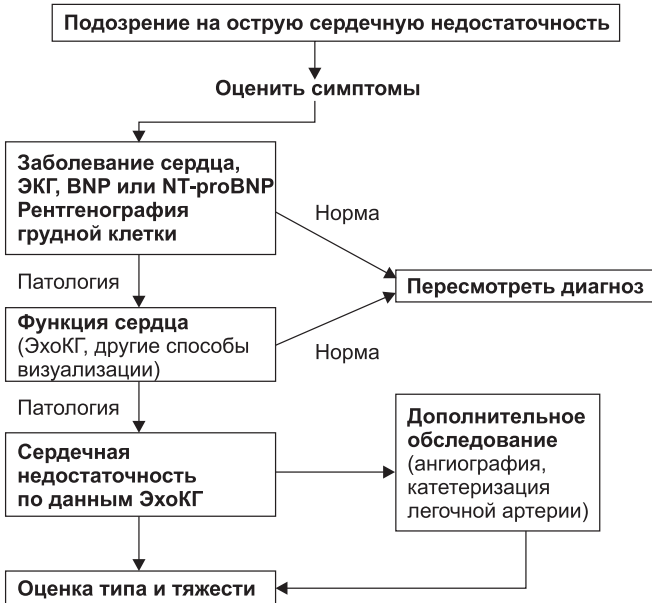 Подозрение на острую сердечную недостаточность
Оценить симптомы
Заболевание сердца,
ЭКГ, BNP или NT-proBNP
Рентгенография
грудной клетки
Норма
Патология
Пересмотреть диагноз
Функция сердца
(ЭхоКГ, другие способы
визуализации)
Норма
Патология
Дополнительное
обследование
(ангиография,
катетеризация
легочной артерии)
Сердечная
недостаточность
по данным ЭхоКГ
Оценка типа и тяжести